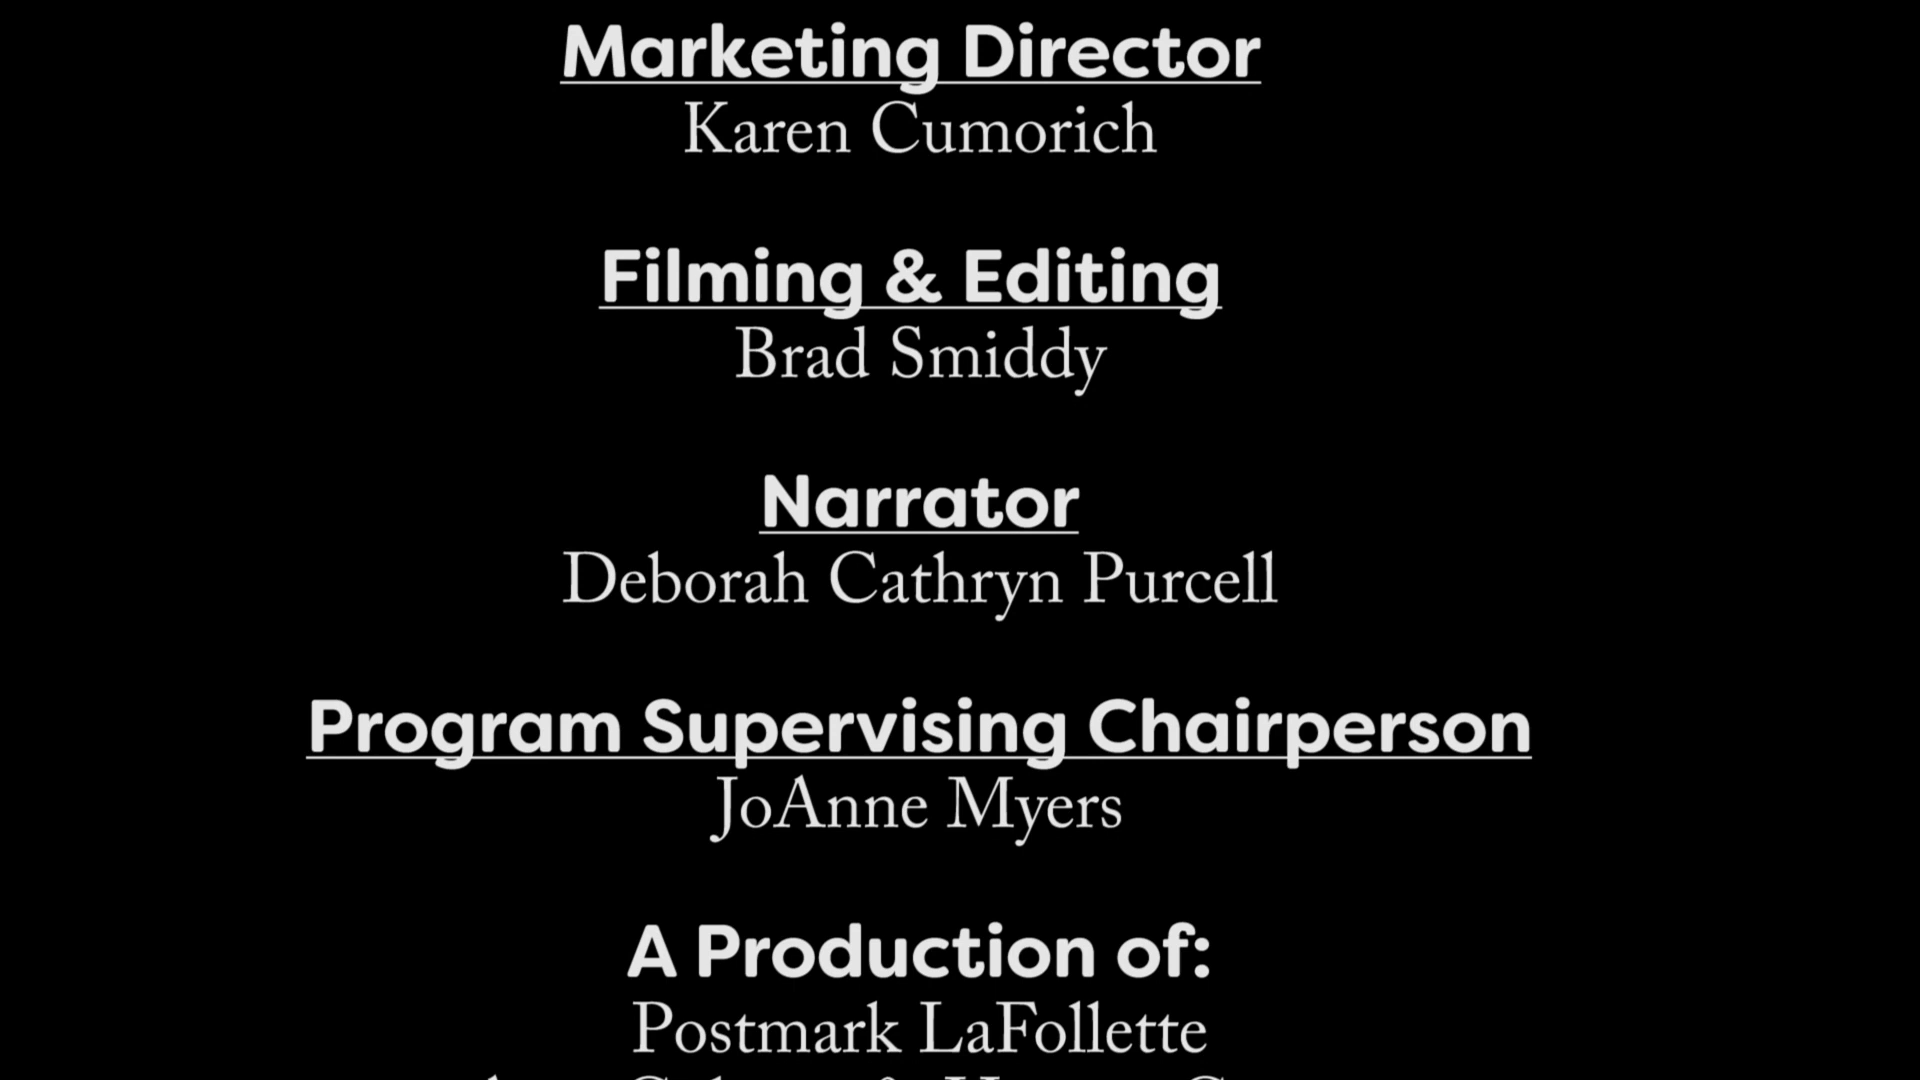 Marketing Director
Karen Cumorich
Filming & Editing
Brad Smiddy
Narrator
Deborah Cathryn Purcell
Program Supervising Chairperson
JoAnne Myers
A Production of:
Postmark LaFollette